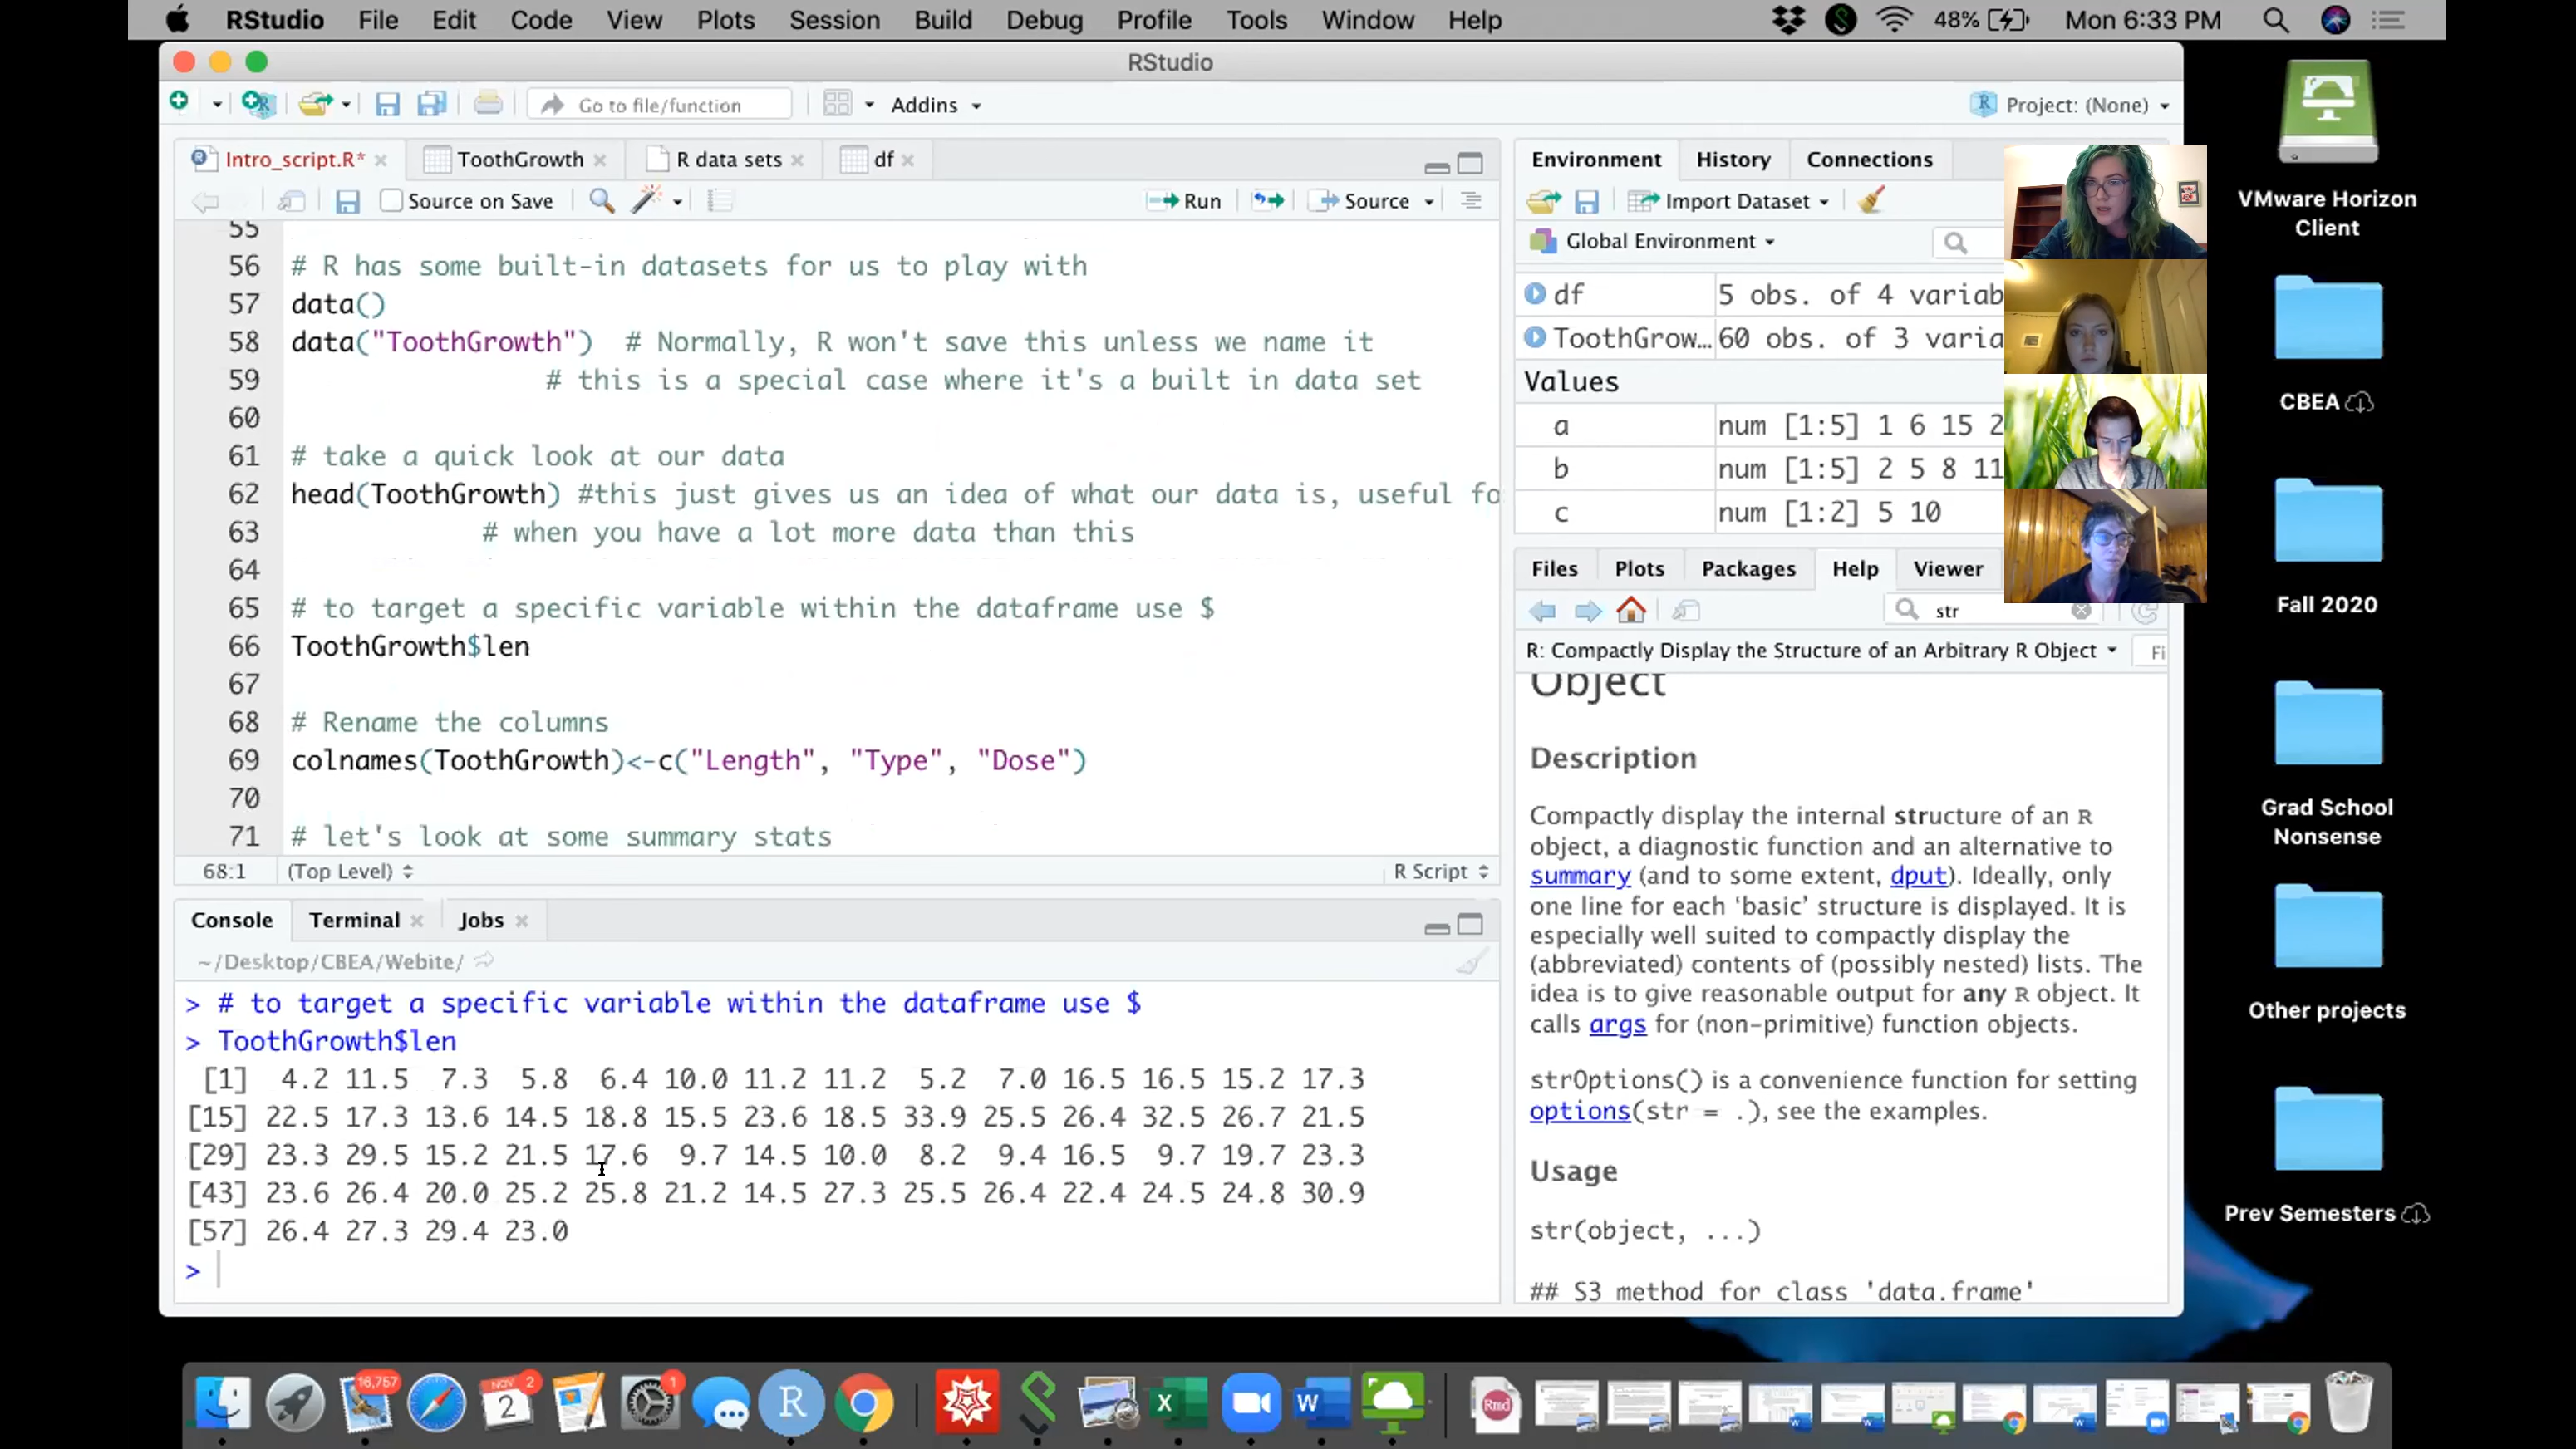 RStudio File Edit Code View Plots Session Build Debug Profile Tools Window Help 48% Mon 6:33 PM
RStudio
Go to file/function Addins Project: (None)
Intro_script.R* ToothGrowth R data sets df
Source on Save Run Source
55
56 # R has some built-in datasets for us to play with
57 data()
58 data("ToothGrowth")  # Normally, R won't save this unless we name it
59 # this is a special case where it's a built in data set
60
61 # take a quick look at our data
62 head(ToothGrowth) #this just gives us an idea of what our data is, useful fo
63 # when you have a lot more data than this
64
65 # to target a specific variable within the dataframe use $
66 ToothGrowth$len
67
68 # Rename the columns
69 colnames(ToothGrowth)<-c("Length", "Type", "Dose")
70
71 # let's look at some summary stats
68:1 (Top Level) R Script
Console Terminal Jobs
~/Desktop/CBEA/Webite/
> # to target a specific variable within the dataframe use $
> ToothGrowth$len
[1] 4.2 11.5 7.3 5.8 6.4 10.0 11.2 11.2 5.2 7.0 16.5 16.5 15.2 17.3
[15] 22.5 17.3 13.6 14.5 18.8 15.5 23.6 18.5 33.9 25.5 26.4 32.5 26.7 21.5
[29] 23.3 29.5 15.2 21.5 17.6 9.7 14.5 10.0 8.2 9.4 16.5 9.7 19.7 23.3
[43] 23.6 26.4 20.0 25.2 25.8 21.2 14.5 27.3 25.5 26.4 22.4 24.5 24.8 30.9
[57] 26.4 27.3 29.4 23.0
>
Environment History Connections
Import Dataset
Global Environment
df 5 obs. of 4 variab
ToothGrow… 60 obs. of 3 varia
Values
a num [1:5] 1 6 15 2
b num [1:5] 2 5 8 11
c num [1:2] 5 10
Files Plots Packages Help Viewer
str
R: Compactly Display the Structure of an Arbitrary R Object Fi
Object
Description
Compactly display the internal structure of an R
object, a diagnostic function and an alternative to
summary (and to some extent, dput). Ideally, only
one line for each ‘basic’ structure is displayed. It is
especially well suited to compactly display the
(abbreviated) contents of (possibly nested) lists. The
idea is to give reasonable output for any R object. It
calls args for (non-primitive) function objects.
strOptions() is a convenience function for setting
options(str = .), see the examples.
Usage
str(object, ...)
## S3 method for class 'data.frame'
VMware Horizon
Client
CBEA
Fall 2020
Grad School
Nonsense
Other projects
Prev Semesters
16,757 NOV 2 2 1 R X W Rmd